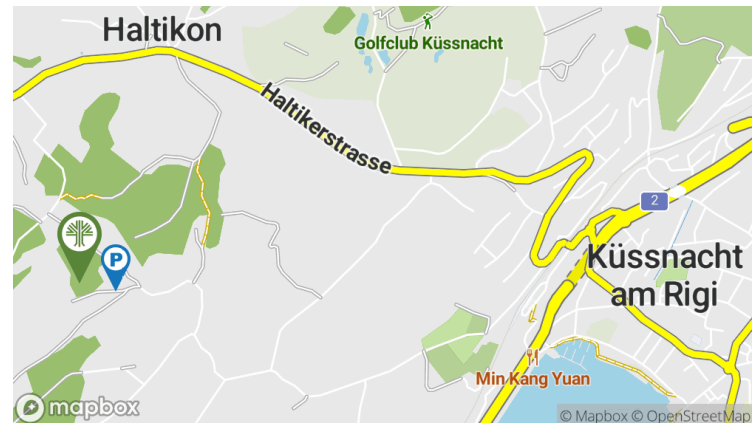 Haltikon
Golfclub Küssnacht
Haltikerstrasse
2
Küssnacht
am Rigi
P
Min Kang Yuan
mapbox
© Mapbox © OpenStreetMap